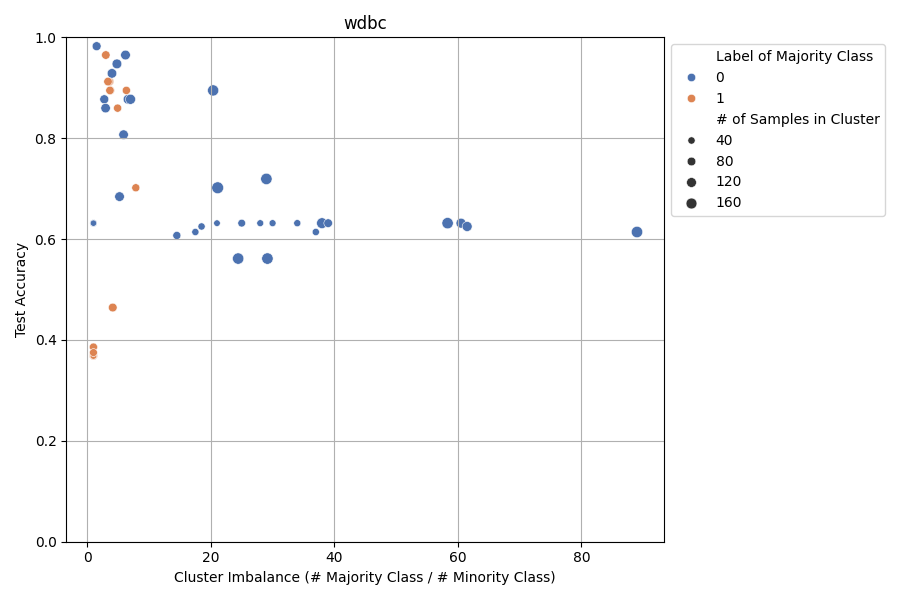 wdbc
1.0
0.8
0.6
0.4
0.2
0.0
Test Accuracy
0 20 40 60 80
Cluster Imbalance (# Majority Class / # Minority Class)
Label of Majority Class
0
1
# of Samples in Cluster
40
80
120
160